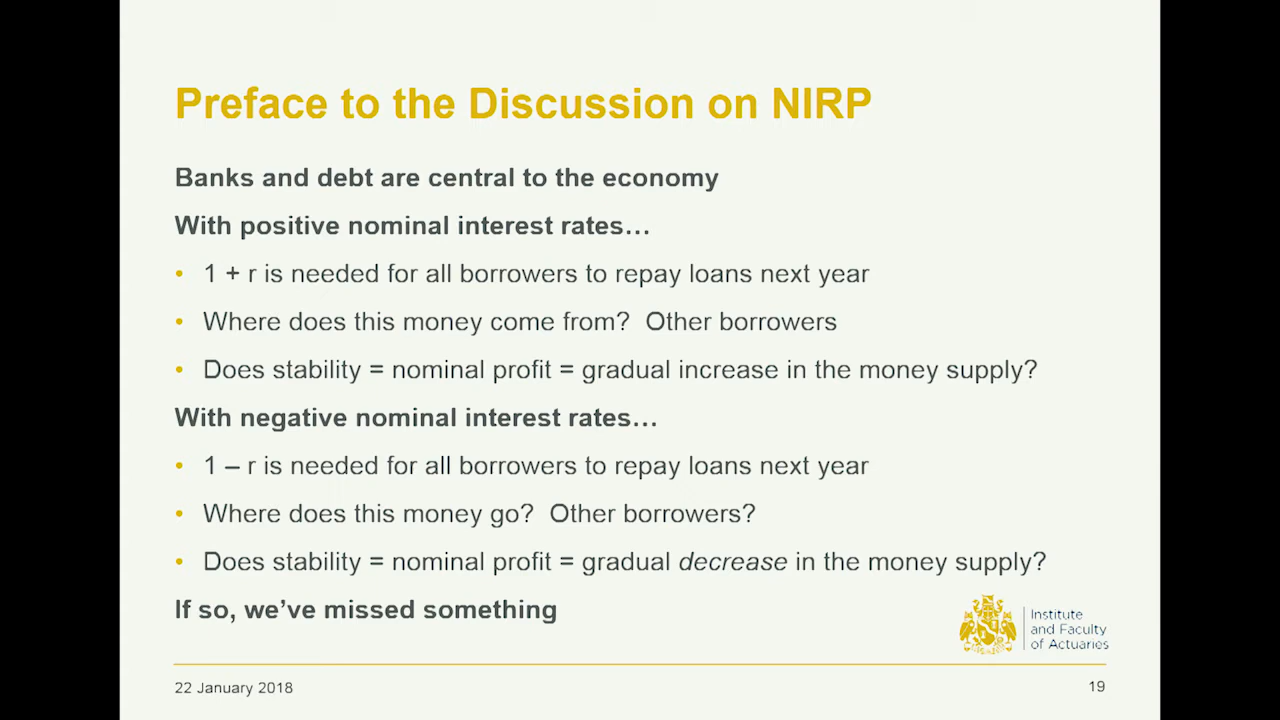 Preface to the Discussion on NIRP
Banks and debt are central to the economy
With positive nominal interest rates…
• 1 + r is needed for all borrowers to repay loans next year
• Where does this money come from?  Other borrowers
• Does stability = nominal profit = gradual increase in the money supply?
With negative nominal interest rates…
• 1 – r is needed for all borrowers to repay loans next year
• Where does this money go?  Other borrowers?
• Does stability = nominal profit = gradual decrease in the money supply?
If so, we’ve missed something
Institute
and Faculty
of Actuaries
22 January 2018
19